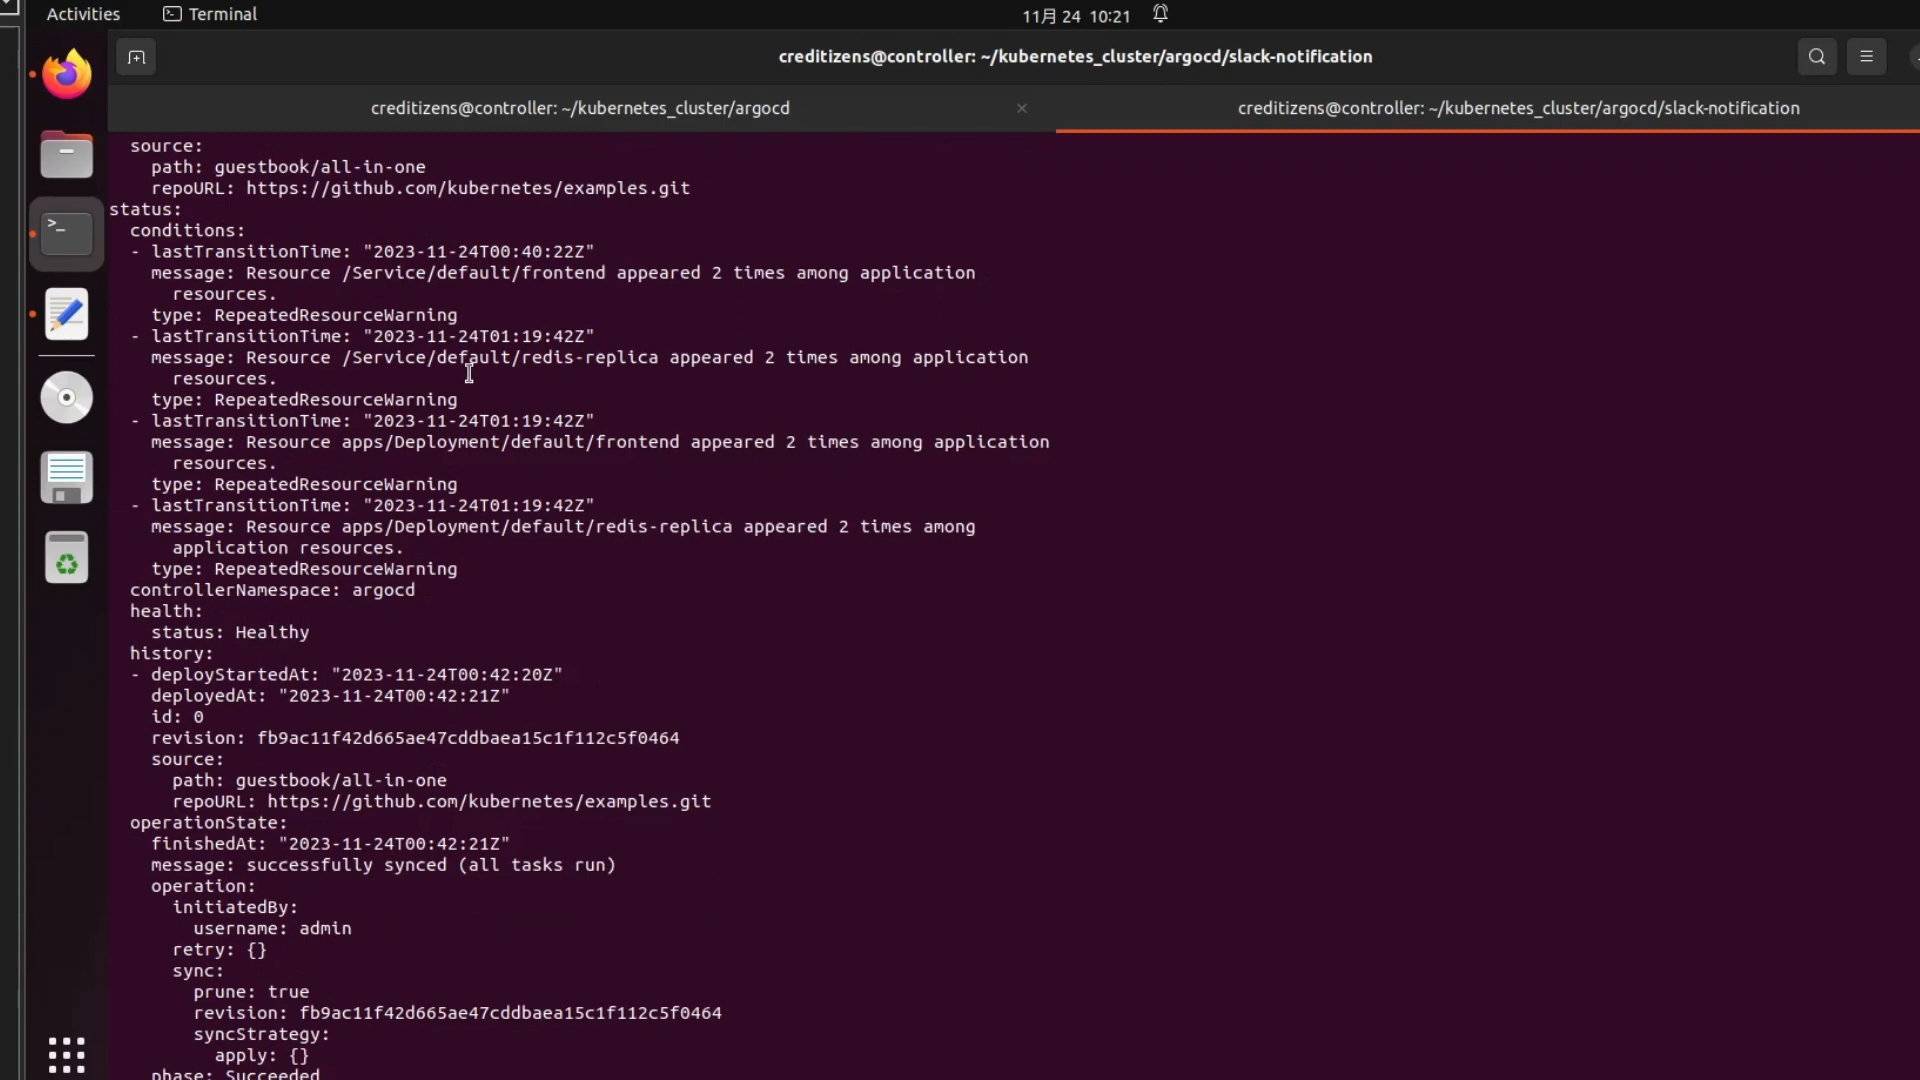 Activities
Terminal
11月 24 10:21
creditizens@controller: ~/kubernetes_cluster/argocd/slack-notification
creditizens@controller: ~/kubernetes_cluster/argocd
×
creditizens@controller: ~/kubernetes_cluster/argocd/slack-notification
source:
path: guestbook/all-in-one
repoURL: https://github.com/kubernetes/examples.git
status:
conditions:
- lastTransitionTime: "2023-11-24T00:40:22Z"
message: Resource /Service/default/frontend appeared 2 times among application
resources.
type: RepeatedResourceWarning
- lastTransitionTime: "2023-11-24T01:19:42Z"
message: Resource /Service/default/redis-replica appeared 2 times among application
resources.
type: RepeatedResourceWarning
- lastTransitionTime: "2023-11-24T01:19:42Z"
message: Resource apps/Deployment/default/frontend appeared 2 times among application
resources.
type: RepeatedResourceWarning
- lastTransitionTime: "2023-11-24T01:19:42Z"
message: Resource apps/Deployment/default/redis-replica appeared 2 times among
application resources.
type: RepeatedResourceWarning
controllerNamespace: argocd
health:
status: Healthy
history:
- deployStartedAt: "2023-11-24T00:42:20Z"
deployedAt: "2023-11-24T00:42:21Z"
id: 0
revision: fb9ac11f42d665ae47cddbaea15c1f112c5f0464
source:
path: guestbook/all-in-one
repoURL: https://github.com/kubernetes/examples.git
operationState:
finishedAt: "2023-11-24T00:42:21Z"
message: successfully synced (all tasks run)
operation:
initiatedBy:
username: admin
retry: {}
sync:
prune: true
revision: fb9ac11f42d665ae47cddbaea15c1f112c5f0464
syncStrategy:
apply: {}
phase: Succeeded